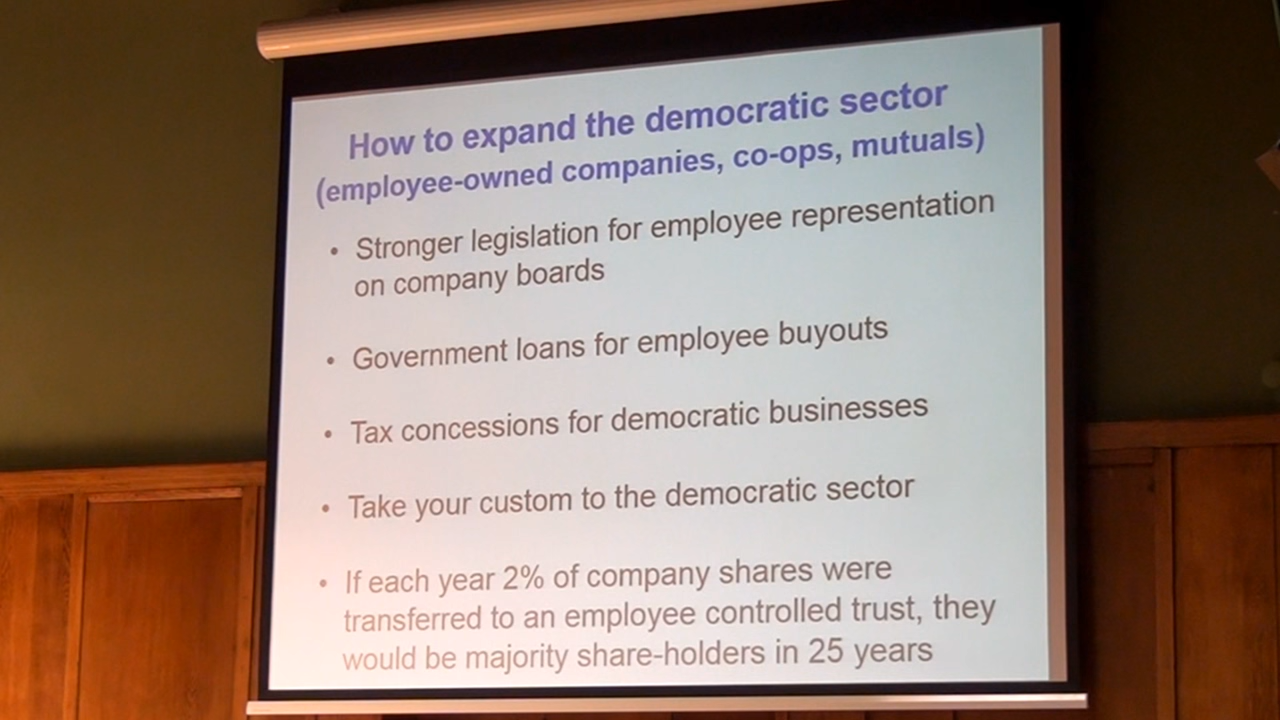 How to expand the democratic sector
(employee-owned companies, co-ops, mutuals)
• Stronger legislation for employee representation
on company boards
• Government loans for employee buyouts
• Tax concessions for democratic businesses
• Take your custom to the democratic sector
• If each year 2% of company shares were
transferred to an employee controlled trust, they
would be majority share-holders in 25 years